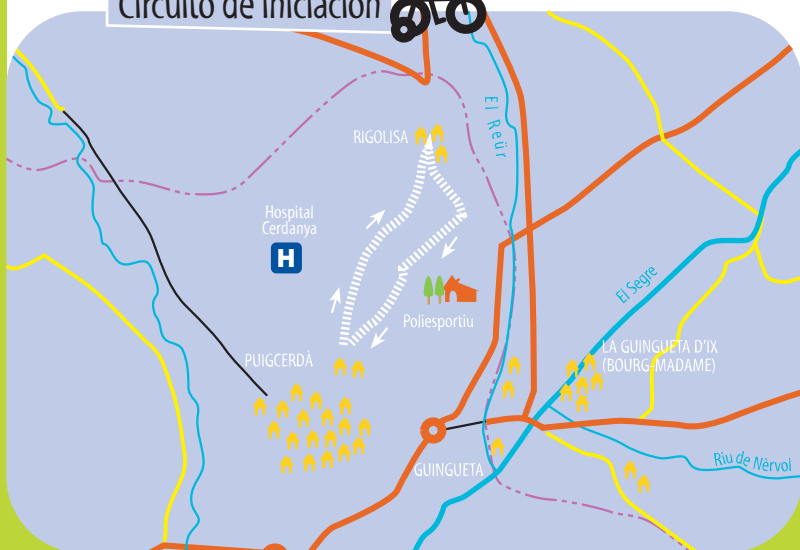 Circuito de iniciación
El Reür
RIGOLISA
Hospital
Cerdanya
H
El Segre
Poliesportiu
LA GUINGUETA D'IX
(BOURG-MADAME)
PUIGCERDÀ
GUINGUETA
Riu de Nèrvol